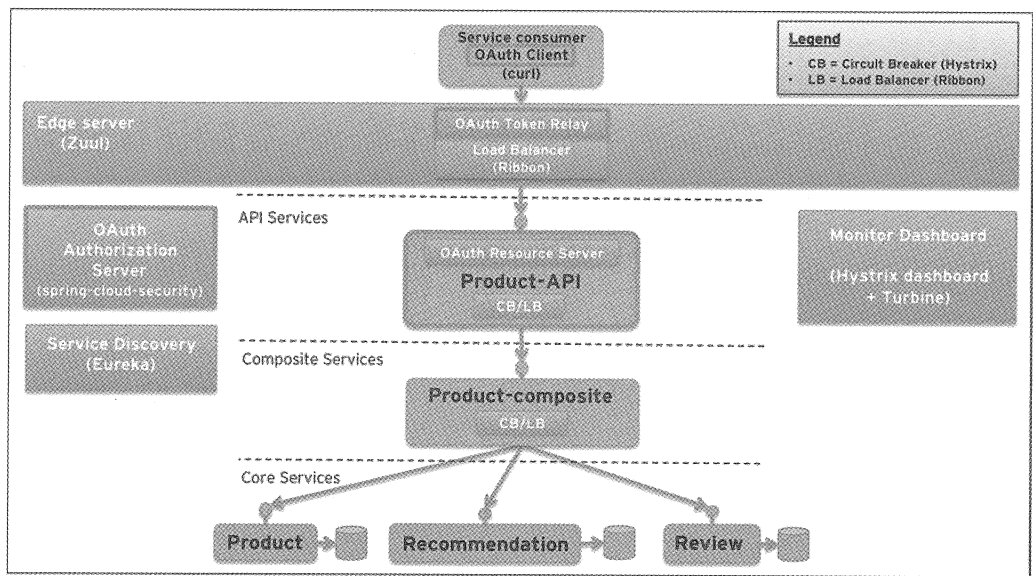 Service consumer
OAuth Client
(curl)
Legend
• CB = Circuit Breaker (Hystrix)
• LB = Load Balancer (Ribbon)
Edge server
(Zuul)
OAuth Token Relay
Load Balancer
(Ribbon)
API Services
OAuth
Authorization
Server
(spring-cloud-security)
OAuth Resource Server
Product-API
CB/LB
Monitor Dashboard
(Hystrix dashboard
+ Turbine)
Service Discovery
(Eureka)
Composite Services
Product-composite
CB/LB
Core Services
Product
Recommendation
Review